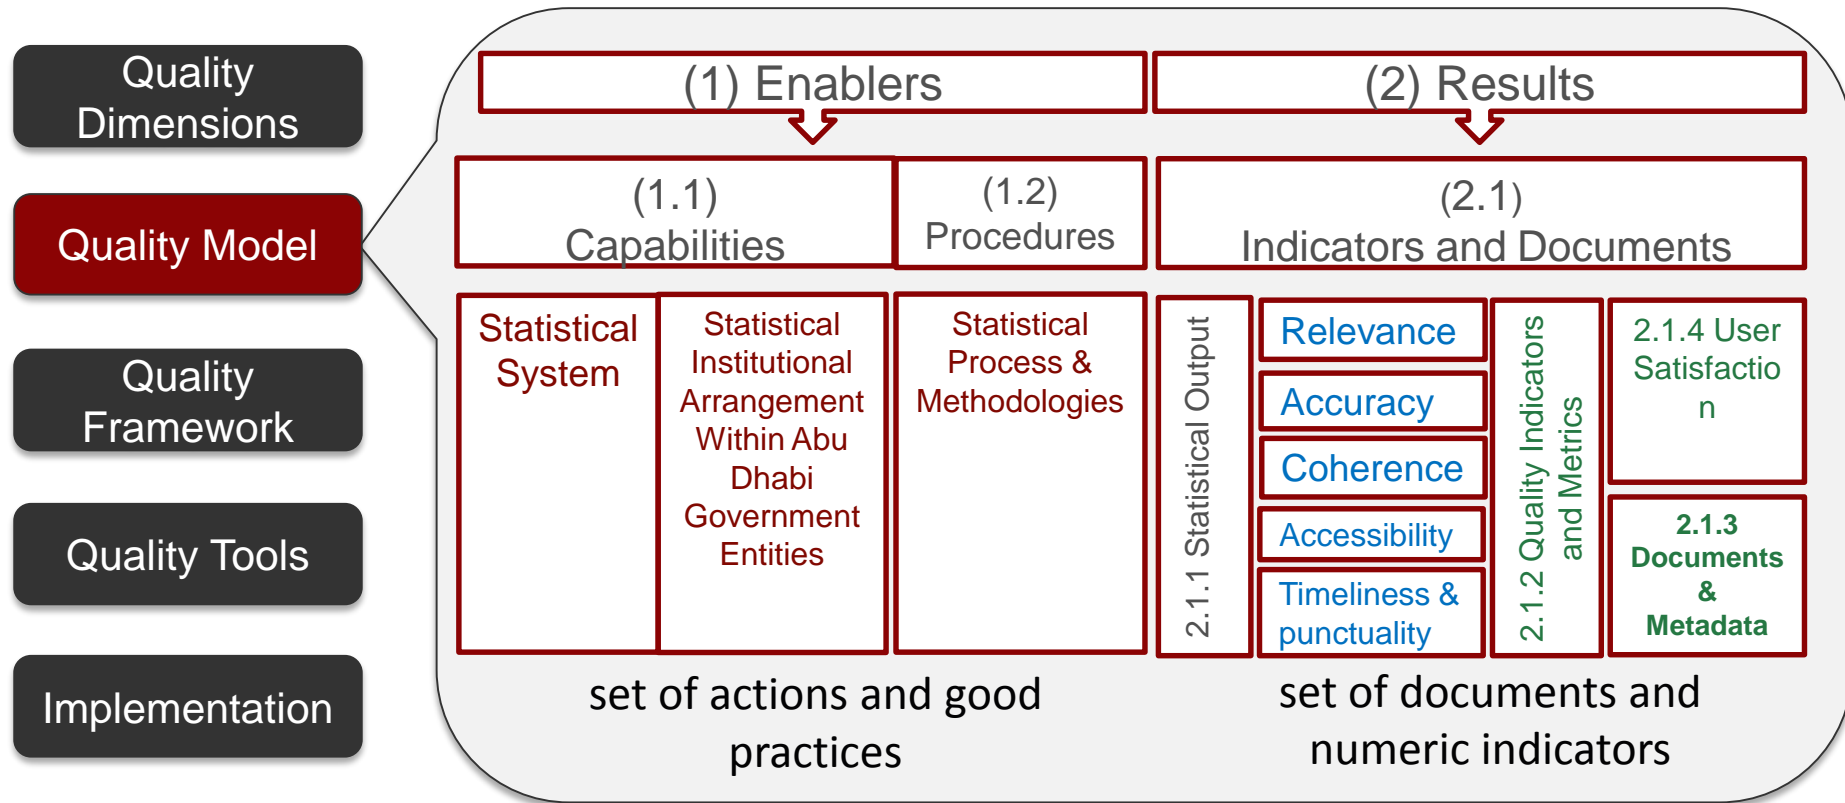 Quality
Dimensions
Quality Model
Quality
Framework
Quality Tools
Implementation
(1) Enablers
(2) Results
(1.1)
Capabilities
(1.2)
Procedures
(2.1)
Indicators and Documents
Statistical
System
Statistical
Institutional
Arrangement
Within Abu
Dhabi
Government
Entities
Statistical
Process &
Methodologies
2.1.1 Statistical Output
Relevance
Accuracy
Coherence
Accessibility
Timeliness &
punctuality
2.1.2 Quality Indicators
and Metrics
2.1.4 User
Satisfactio
n
2.1.3
Documents
&
Metadata
set of actions and good
practices
set of documents and
numeric indicators